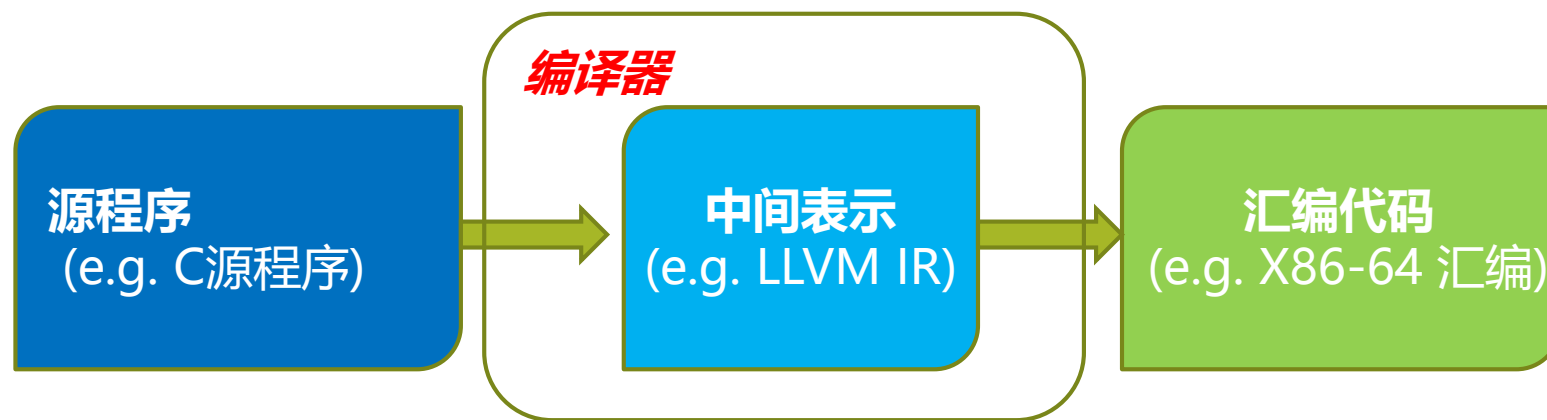 编译器
源程序
(e.g. C源程序)
中间表示
(e.g. LLVM IR)
汇编代码
(e.g. X86-64 汇编)